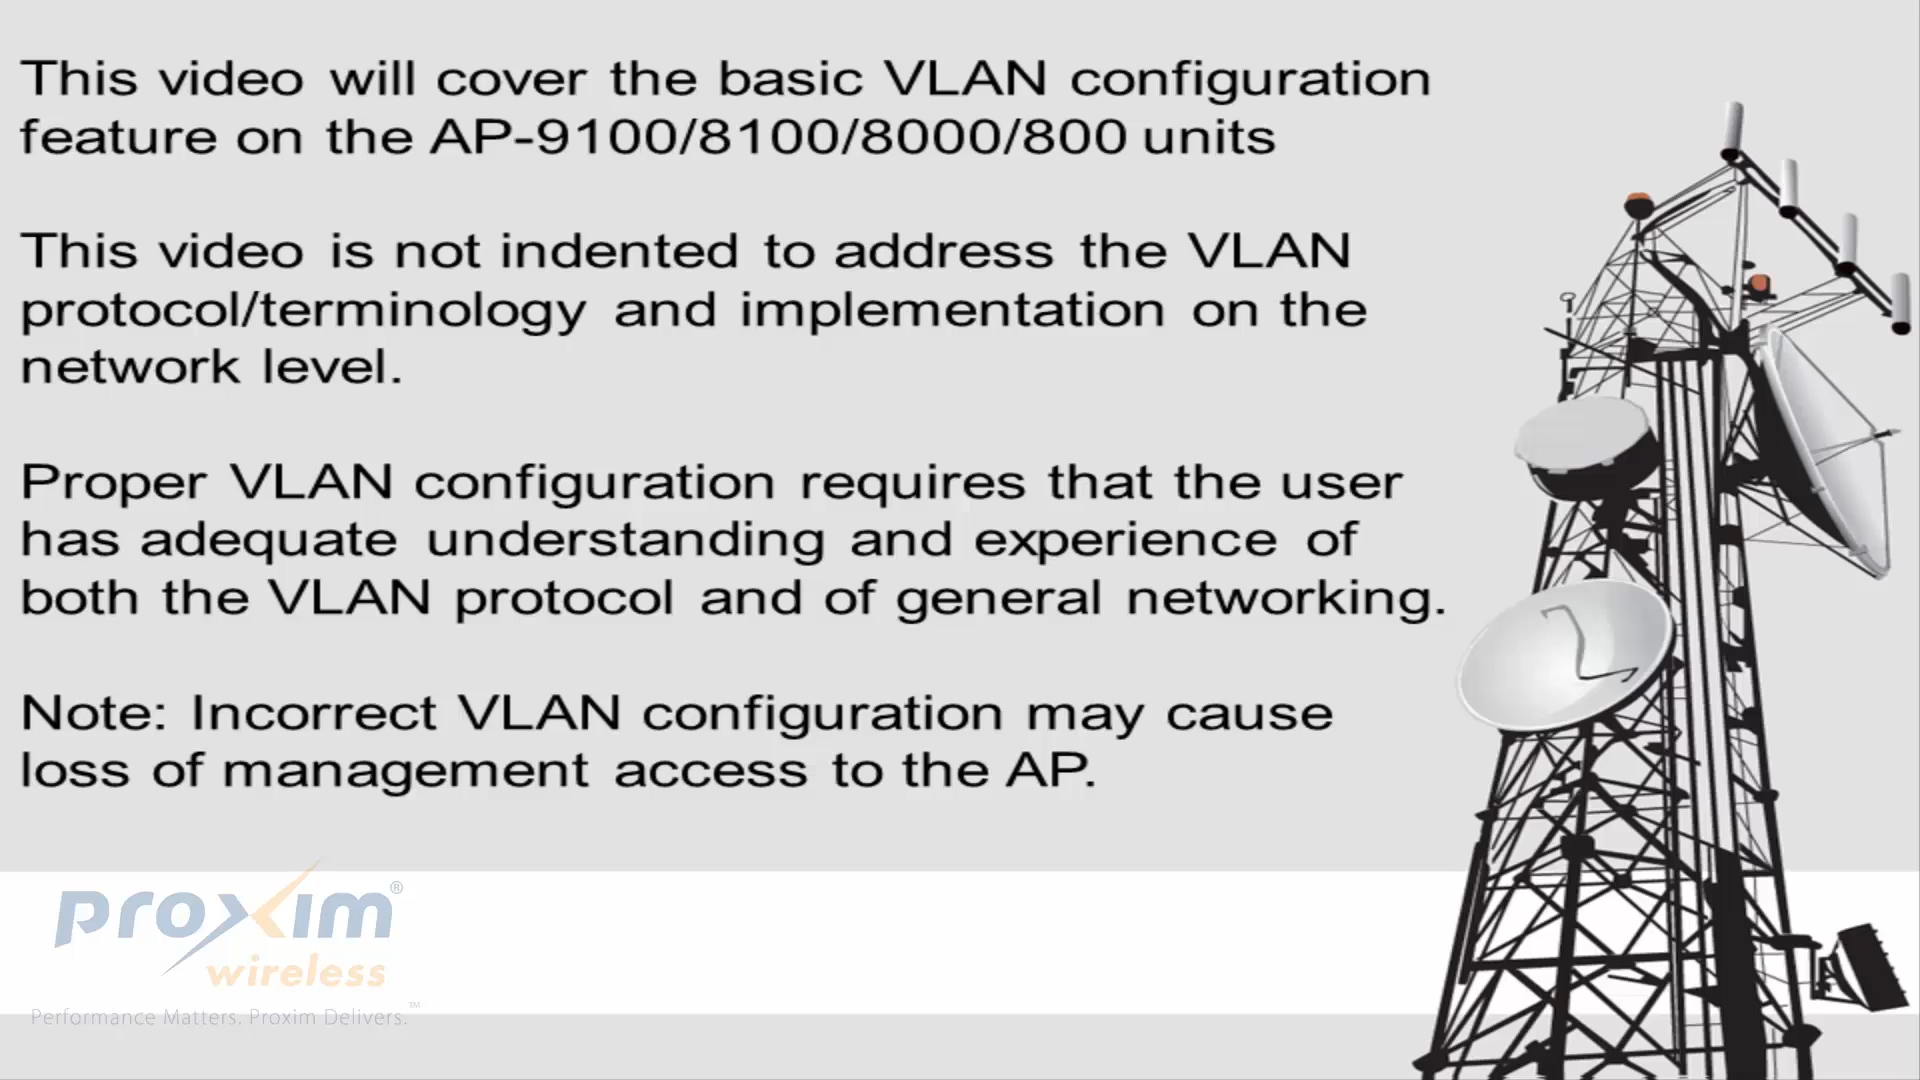 This video will cover the basic VLAN configuration
feature on the AP-9100/8100/8000/800 units
This video is not indented to address the VLAN
protocol/terminology and implementation on the
network level.
Proper VLAN configuration requires that the user
has adequate understanding and experience of
both the VLAN protocol and of general networking.
Note: Incorrect VLAN configuration may cause
loss of management access to the AP.
proxim®
wireless
Performance Matters. Proxim Delivers.™